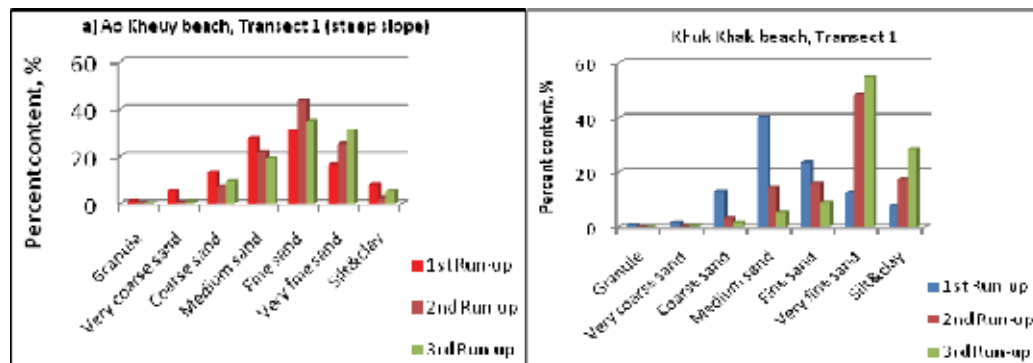 a) Ao Kheuy beach, Transect 1 (steep slope)
Percent content, %
60
40
20
0
Granule
Very coarse sand
Coarse sand
Medium sand
Fine sand
Very fine sand
Silt&clay
1st Run-up
2nd Run-up
3rd Run-up
Khuk Khak beach, Transect 1
Percent content, %
60
40
20
0
Granule
Very coarse sand
Coarse sand
Medium sand
Fine sand
Very fine sand
Silt&clay
1st Run-up
2nd Run-up
3rd Run-up